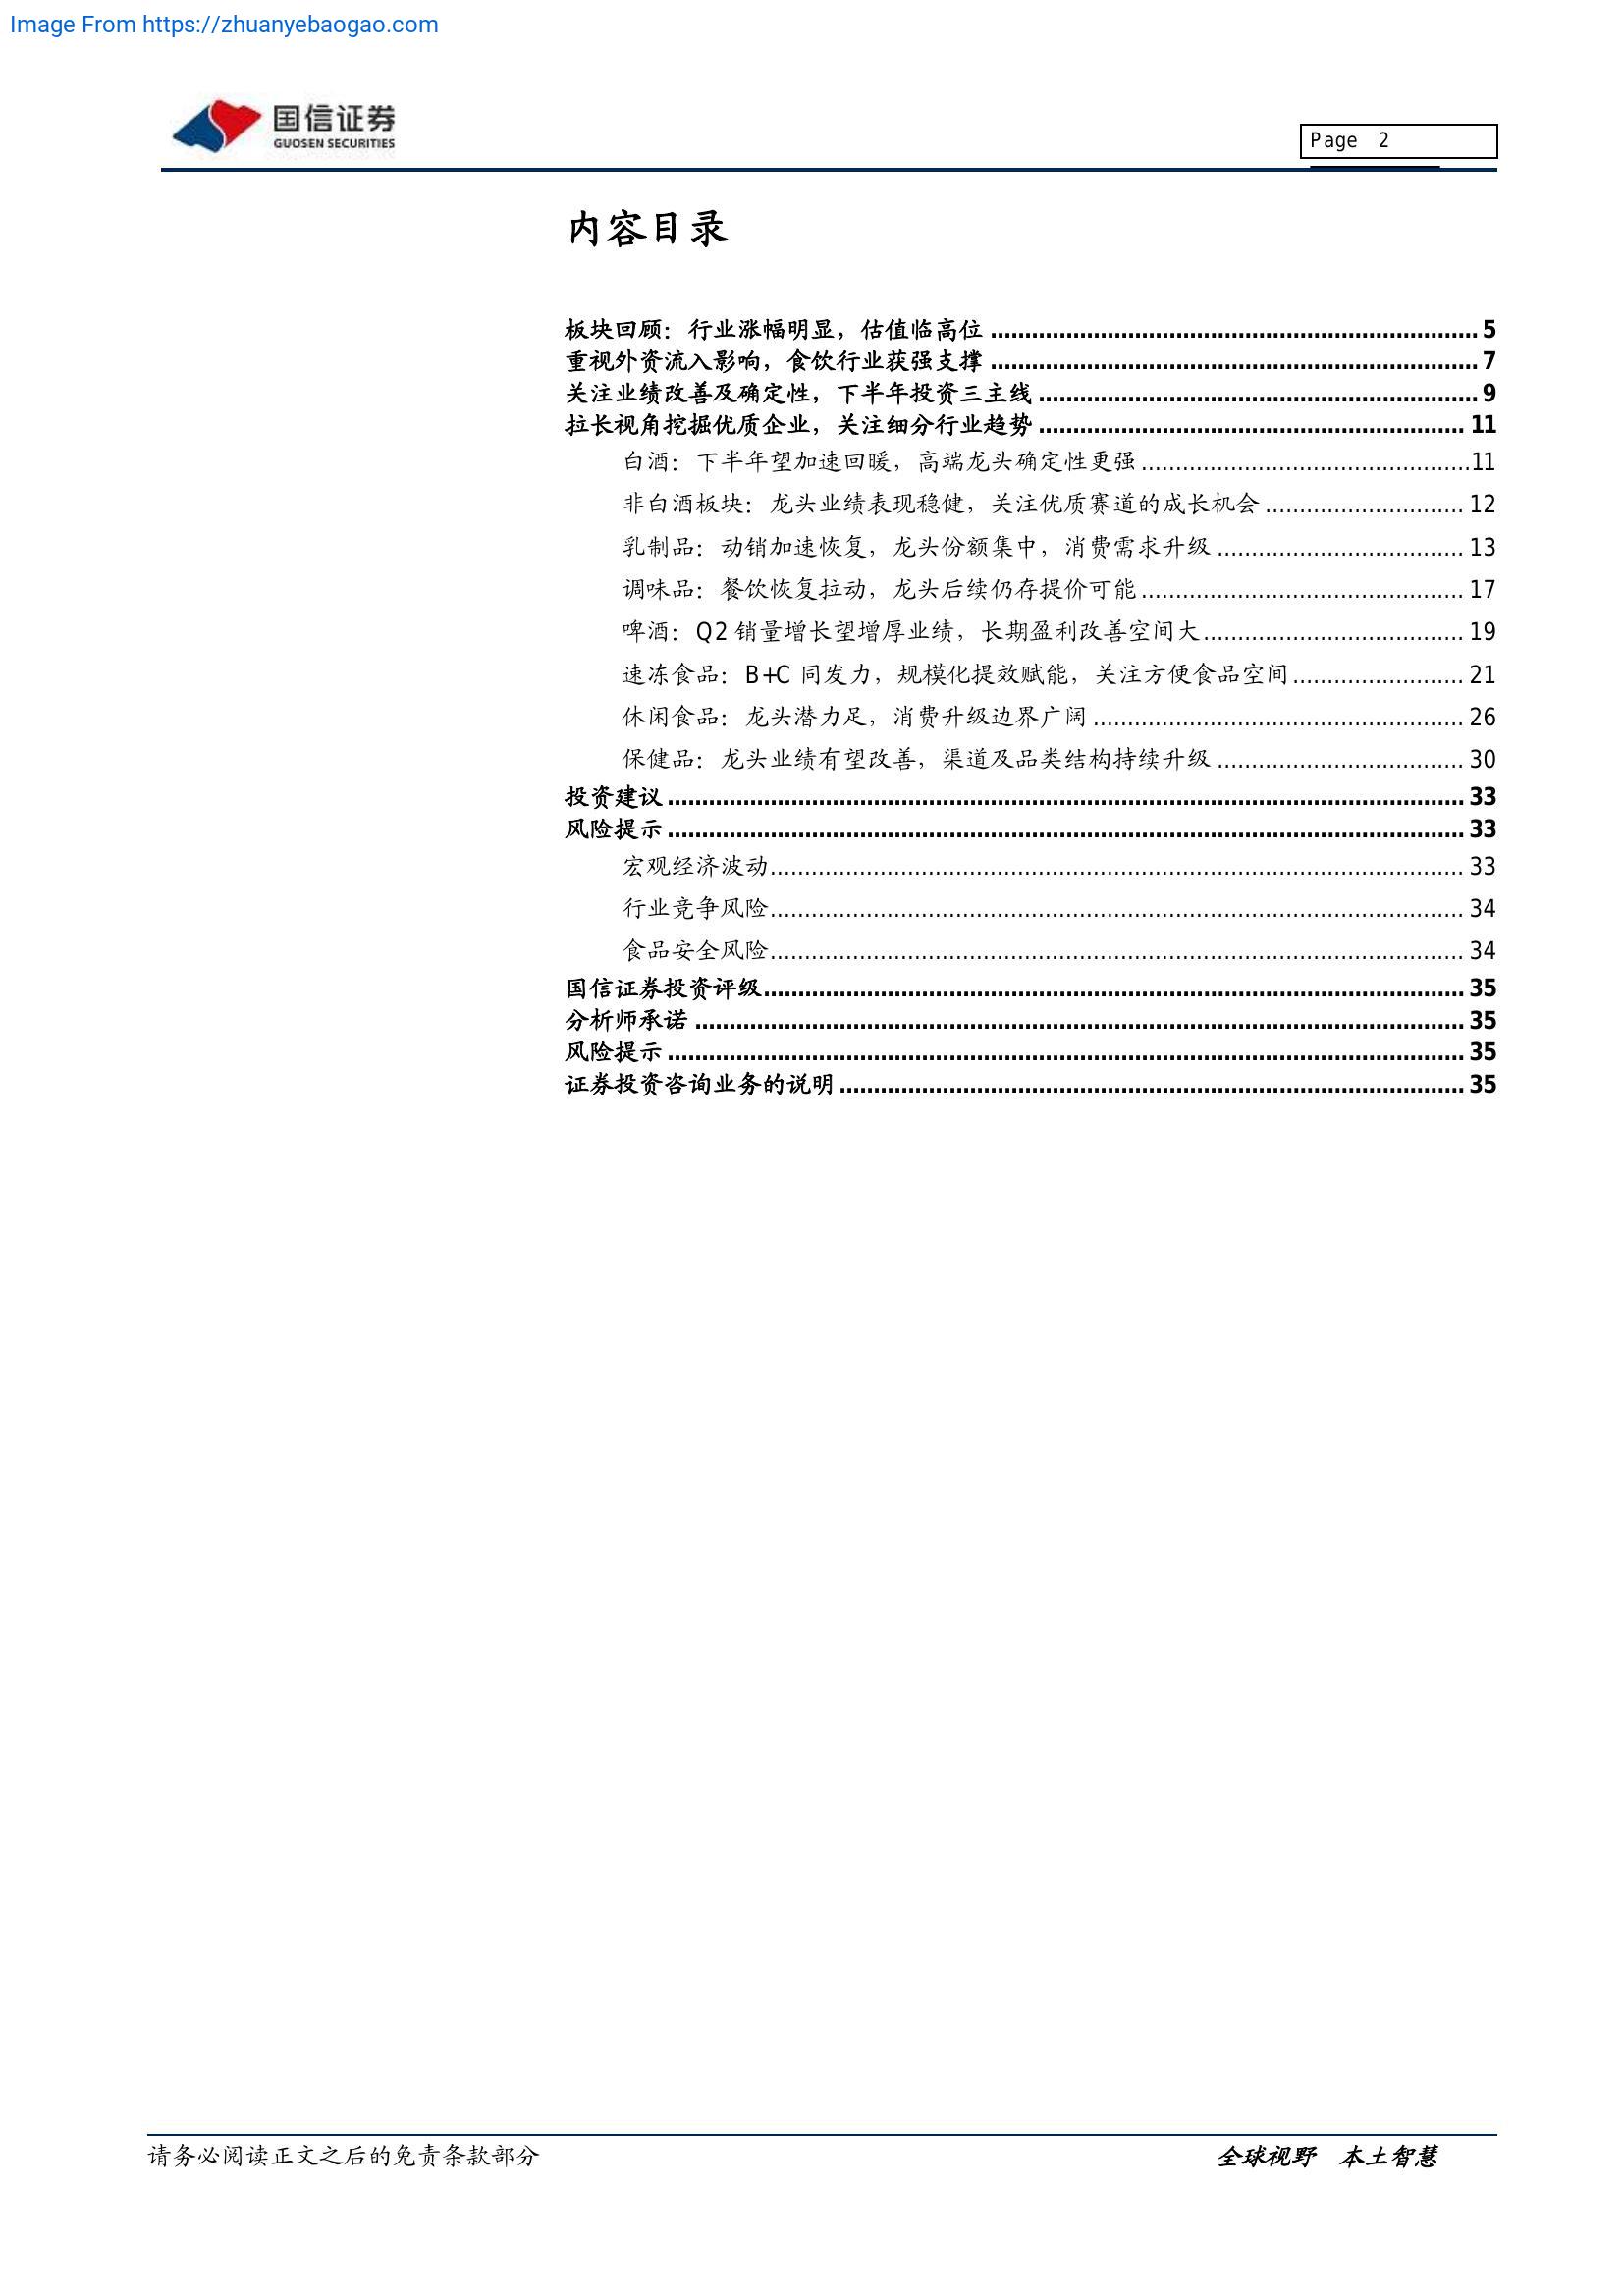 Image From https://zhuanyebaogao.com
国信证券
GUOSEN SECURITIES
Page 2
内容目录
板块回顾：行业涨幅明显，估值临高位 ........ 5
重视外资流入影响，食饮行业获强支撑 ........ 7
关注业绩改善及确定性，下半年投资三主线 ........ 9
拉长视角挖掘优质企业，关注细分行业趋势 ........ 11
白酒：下半年望加速回暖，高端龙头确定性更强 ........ 11
非白酒板块：龙头业绩表现稳健，关注优质赛道的成长机会 ........ 12
乳制品：动销加速恢复，龙头份额集中，消费需求升级 ........ 13
调味品：餐饮恢复拉动，龙头后续仍存提价可能 ........ 17
啤酒：Q2 销量增长望增厚业绩，长期盈利改善空间大 ........ 19
速冻食品：B+C 同发力，规模化提效赋能，关注方便食品空间 ........ 21
休闲食品：龙头潜力足，消费升级边界广阔 ........ 26
保健品：龙头业绩有望改善，渠道及品类结构持续升级 ........ 30
投资建议 ........ 33
风险提示 ........ 33
宏观经济波动 ........ 33
行业竞争风险 ........ 34
食品安全风险 ........ 34
国信证券投资评级 ........ 35
分析师承诺 ........ 35
风险提示 ........ 35
证券投资咨询业务的说明 ........ 35
请务必阅读正文之后的免责条款部分
全球视野 本土智慧